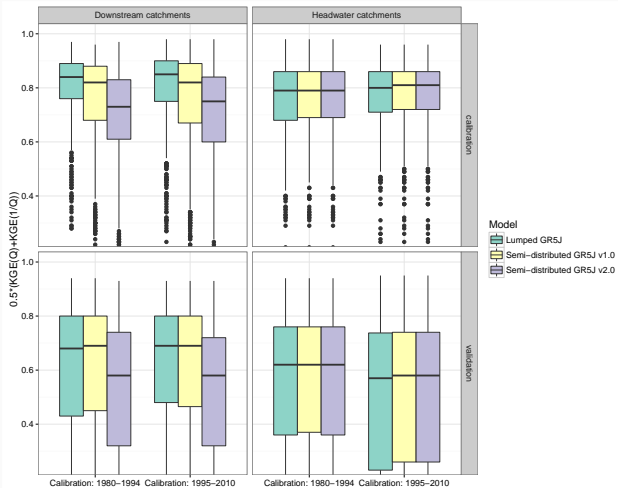 Downstream catchments
Headwater catchments
1.0
0.8
0.6
0.4
calibration
0.5*(KGE(Q)+KGE(1/Q))
1.0
0.8
0.6
0.4
validation
Calibration: 1980−1994
Calibration: 1995−2010
Calibration: 1980−1994
Calibration: 1995−2010
Model
Lumped GR5J
Semi−distributed GR5J v1.0
Semi−distributed GR5J v2.0